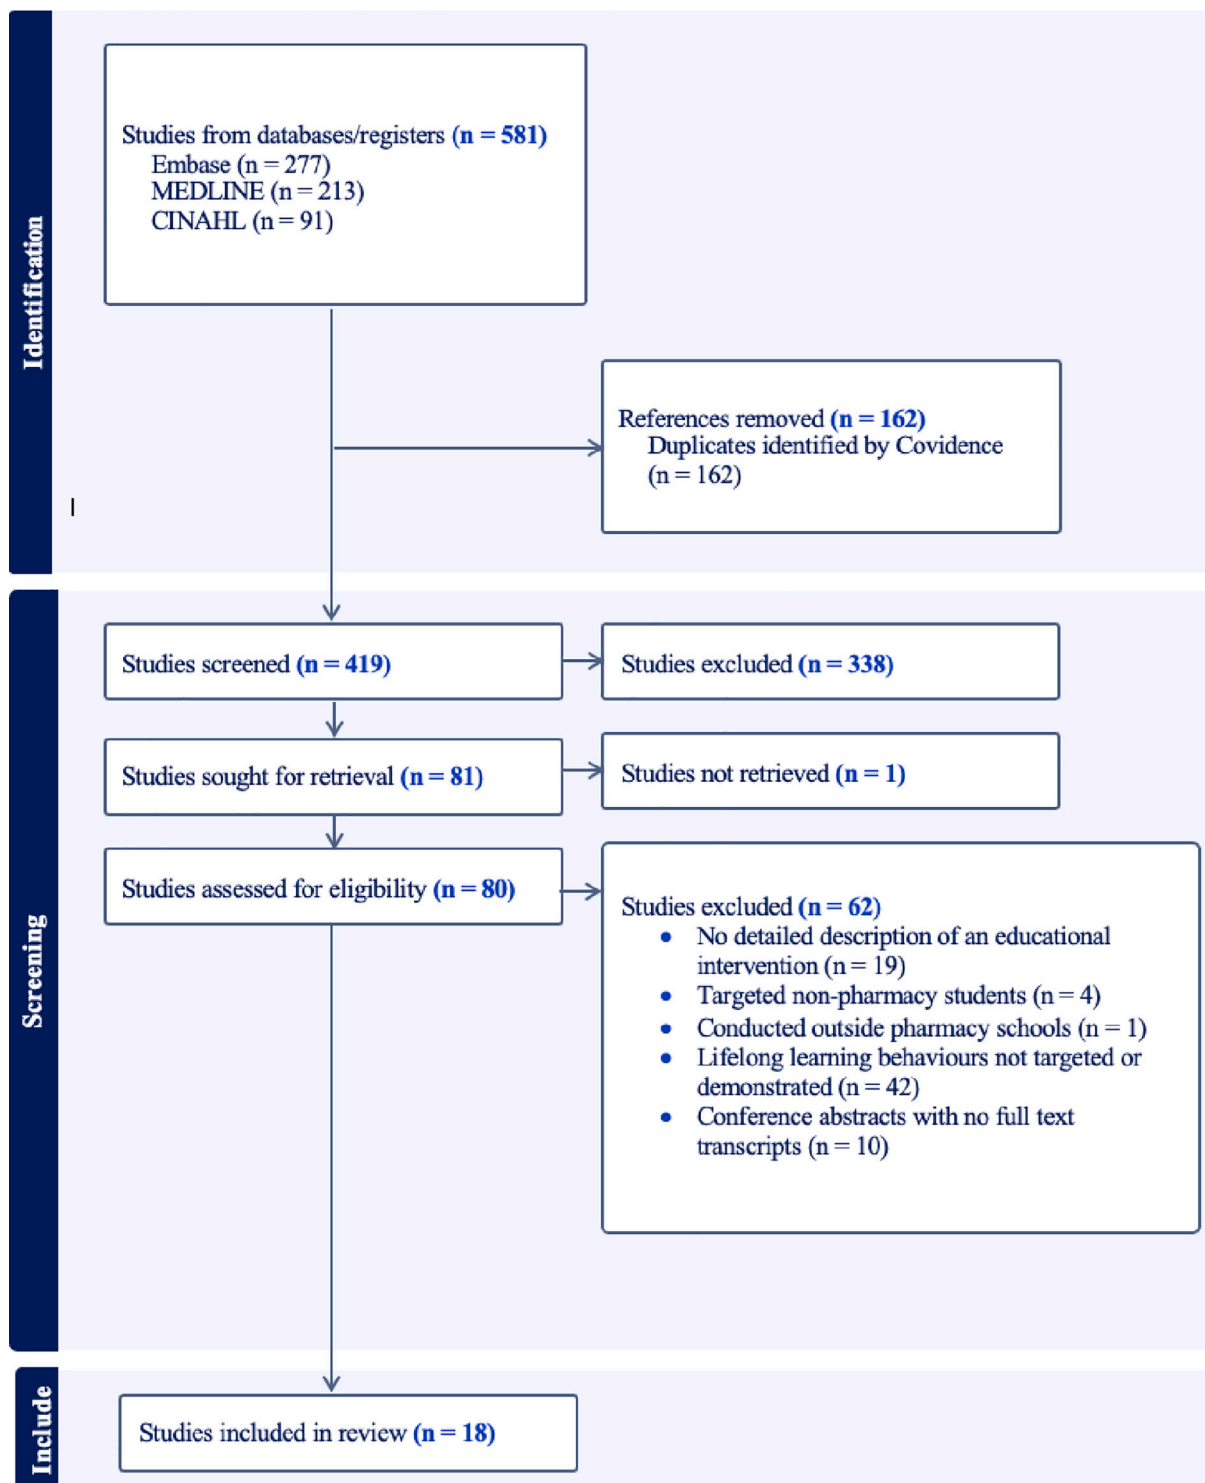 Identification
Studies from databases/registers (n = 581)
Embase (n = 277)
MEDLINE (n = 213)
CINAHL (n = 91)
References removed (n = 162)
Duplicates identified by Covidence
(n = 162)
Screening
Studies screened (n = 419)
Studies excluded (n = 338)
Studies sought for retrieval (n = 81)
Studies not retrieved (n = 1)
Studies assessed for eligibility (n = 80)
Studies excluded (n = 62)
• No detailed description of an educational
intervention (n = 19)
• Targeted non-pharmacy students (n = 4)
• Conducted outside pharmacy schools (n = 1)
• Lifelong learning behaviours not targeted or
demonstrated (n = 42)
• Conference abstracts with no full text
transcripts (n = 10)
Include
Studies included in review (n = 18)